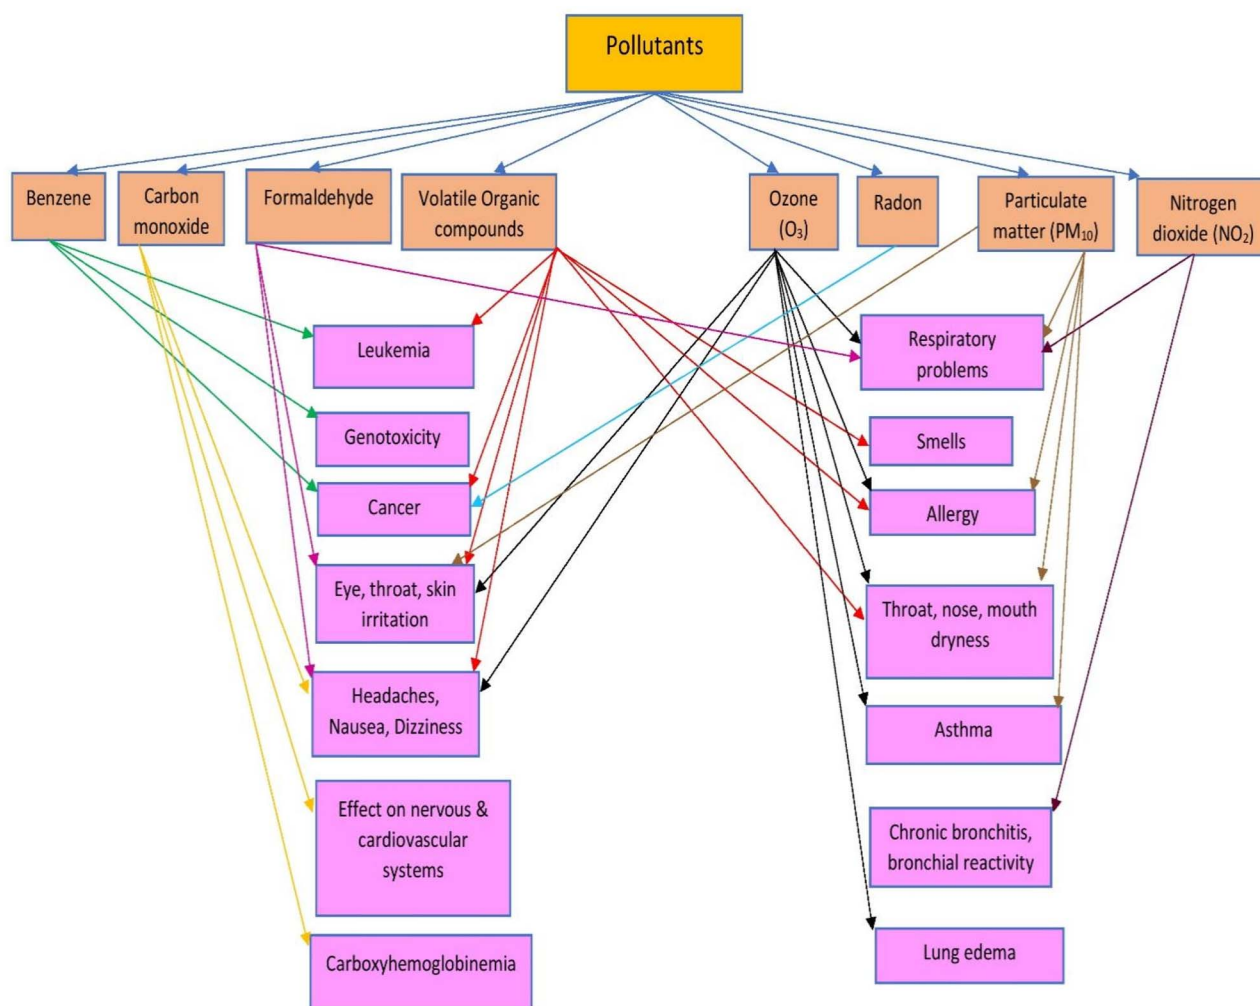 Pollutants
Benzene
Carbon
monoxide
Formaldehyde
Volatile Organic
compounds
Ozone
(O₃)
Radon
Particulate
matter (PM₁₀)
Nitrogen
dioxide (NO₂)
Leukemia
Genotoxicity
Cancer
Eye, throat, skin
irritation
Headaches,
Nausea, Dizziness
Effect on nervous &
cardiovascular
systems
Carboxyhemoglobinemia
Respiratory
problems
Smells
Allergy
Throat, nose, mouth
dryness
Asthma
Chronic bronchitis,
bronchial reactivity
Lung edema